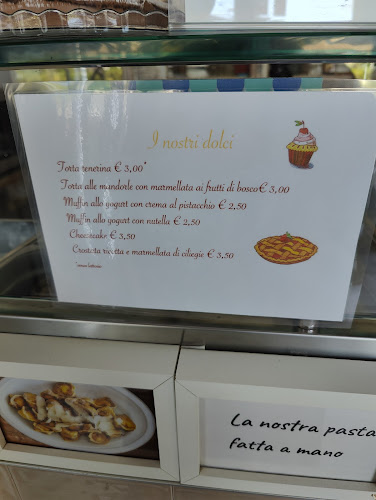 I nostri dolci
Torta tenerina € 3,00*
Torta alle mandorle con marmellata ai frutti di bosco € 3,00
Muffin allo yogurt con crema al pistacchio € 2,50
Muffin allo yogurt con nutella € 2,50
Cheesecake € 3,50
Crostata ricotta e marmellata di ciliegie € 3,50
La nostra pasta
fatta a mano